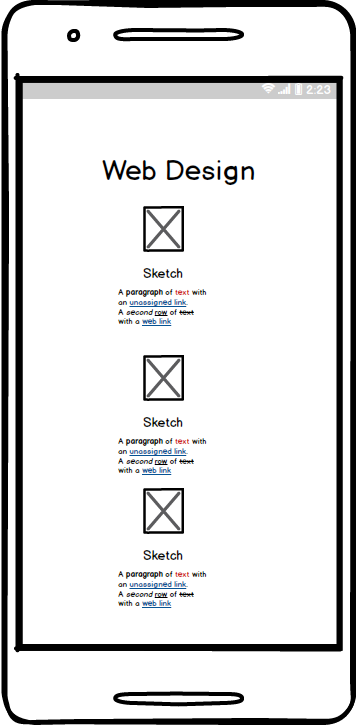 2:23
Web Design
Sketch
A paragraph of text with
an unassigned link.
A second row of text
with a web link
Sketch
A paragraph of text with
an unassigned link.
A second row of text
with a web link
Sketch
A paragraph of text with
an unassigned link.
A second row of text
with a web link